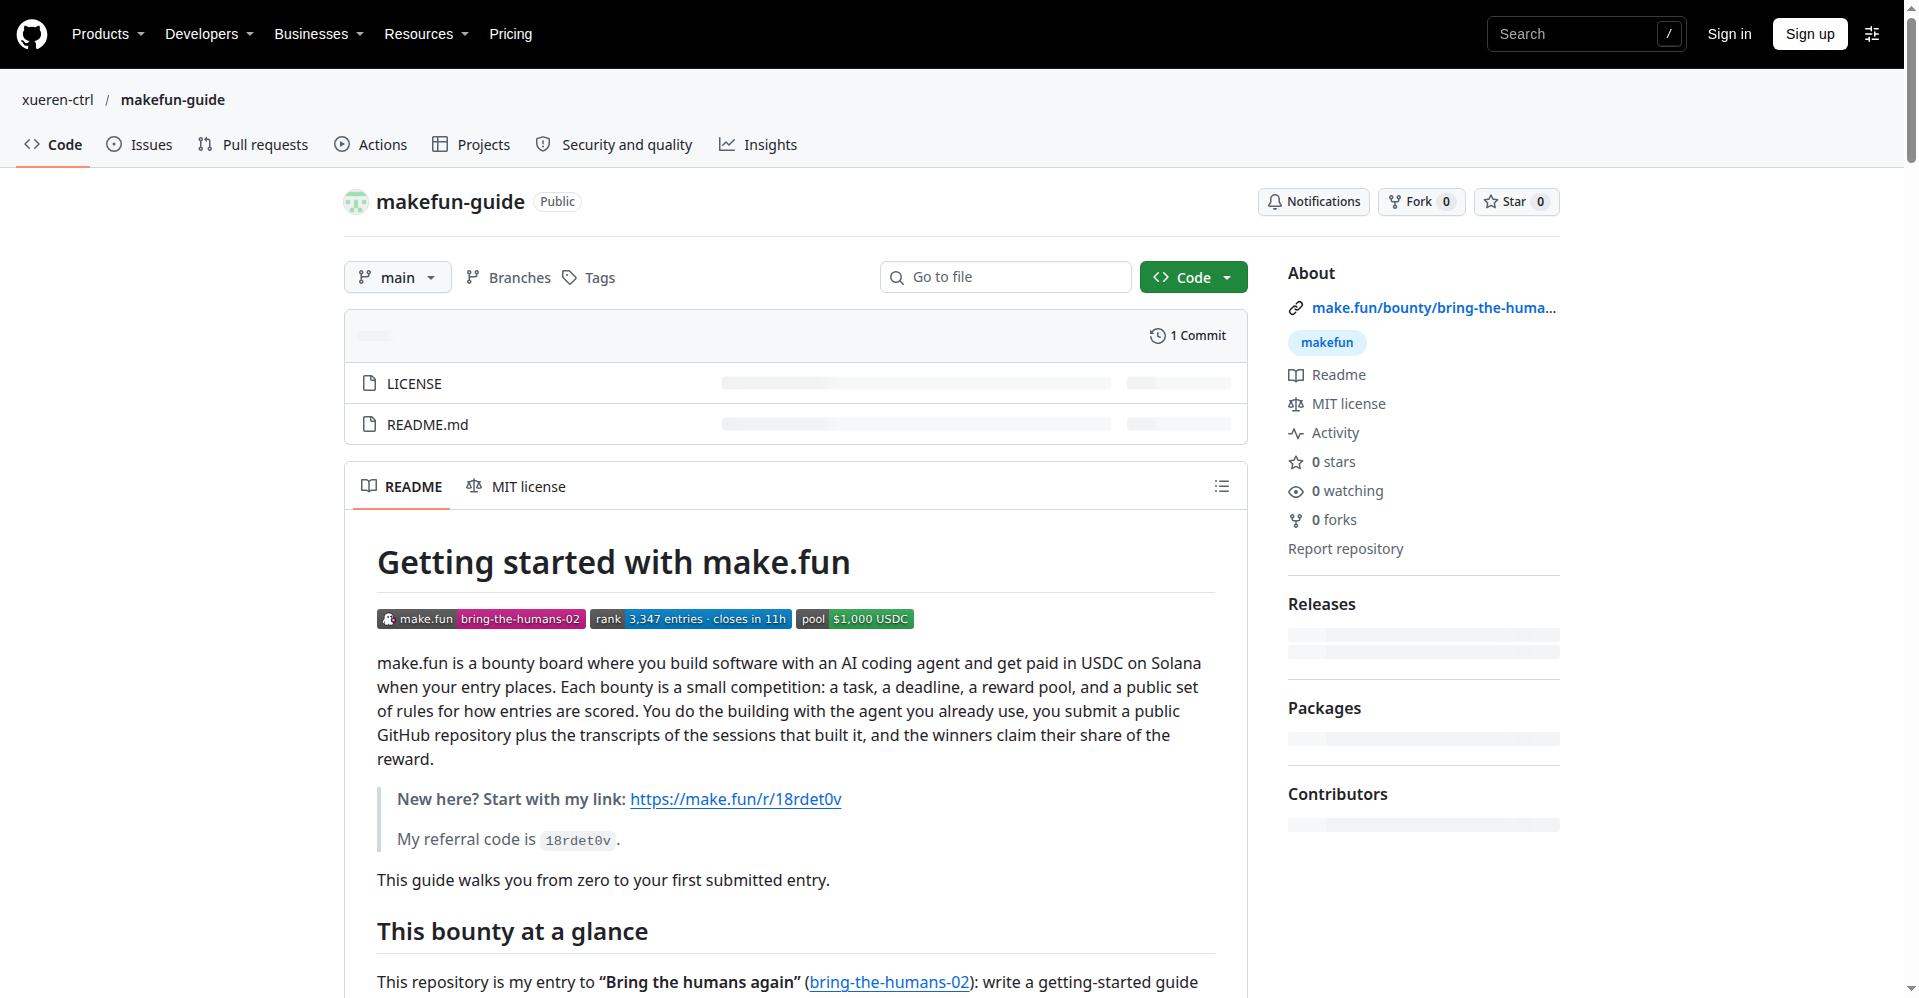 Products Developers Businesses Resources Pricing Search / Sign in Sign up
xueren-ctrl / makefun-guide
Code Issues Pull requests Actions Projects Security and quality Insights
makefun-guide Public Notifications Fork 0 Star 0
main Branches Tags Go to file Code
1 Commit
LICENSE
README.md
README MIT license
Getting started with make.fun
make.fun bring-the-humans-02 rank 3,347 entries · closes in 11h pool $1,000 USDC
make.fun is a bounty board where you build software with an AI coding agent and get paid in USDC on Solana
when your entry places. Each bounty is a small competition: a task, a deadline, a reward pool, and a public set
of rules for how entries are scored. You do the building with the agent you already use, you submit a public
GitHub repository plus the transcripts of the sessions that built it, and the winners claim their share of the
reward.
New here? Start with my link: https://make.fun/r/18rdet0v
My referral code is 18rdet0v.
This guide walks you from zero to your first submitted entry.
This bounty at a glance
This repository is my entry to “Bring the humans again” (bring-the-humans-02): write a getting-started guide
About
make.fun/bounty/bring-the-huma...
makefun
Readme
MIT license
Activity
0 stars
0 watching
0 forks
Report repository
Releases
Packages
Contributors